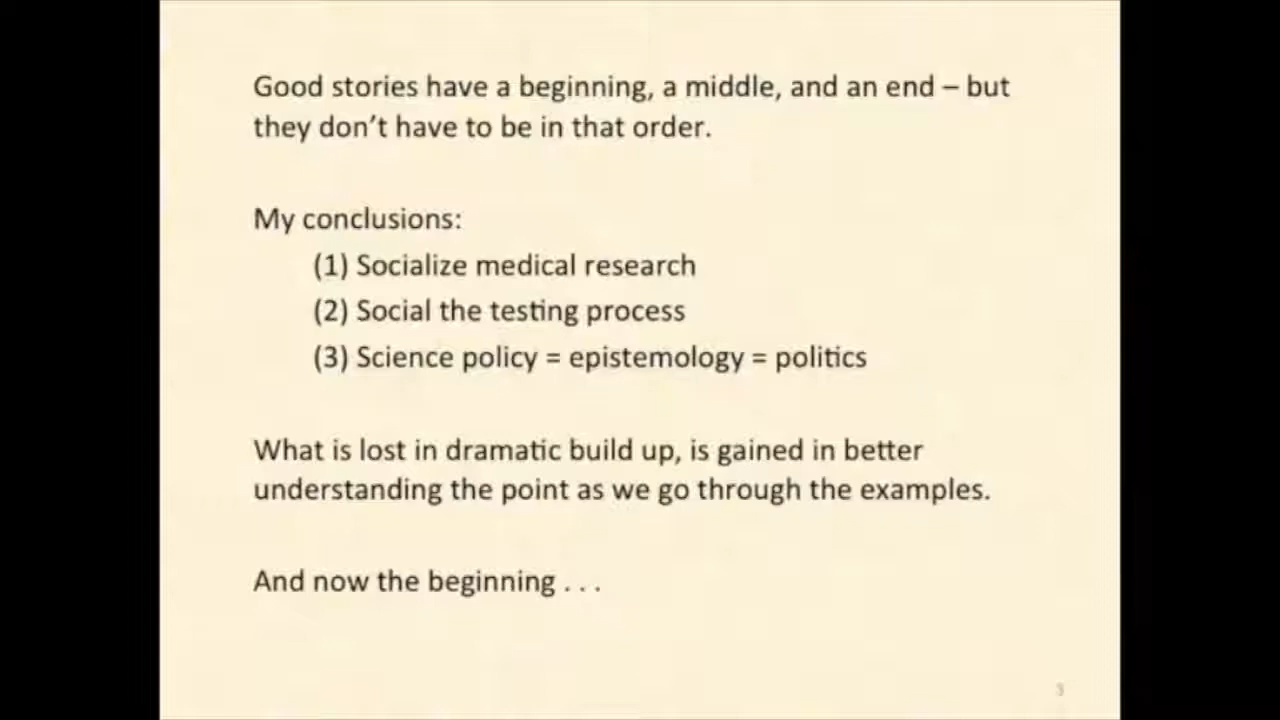 Good stories have a beginning, a middle, and an end – but
they don’t have to be in that order.
My conclusions:
(1) Socialize medical research
(2) Social the testing process
(3) Science policy = epistemology = politics
What is lost in dramatic build up, is gained in better
understanding the point as we go through the examples.
And now the beginning . . .
3